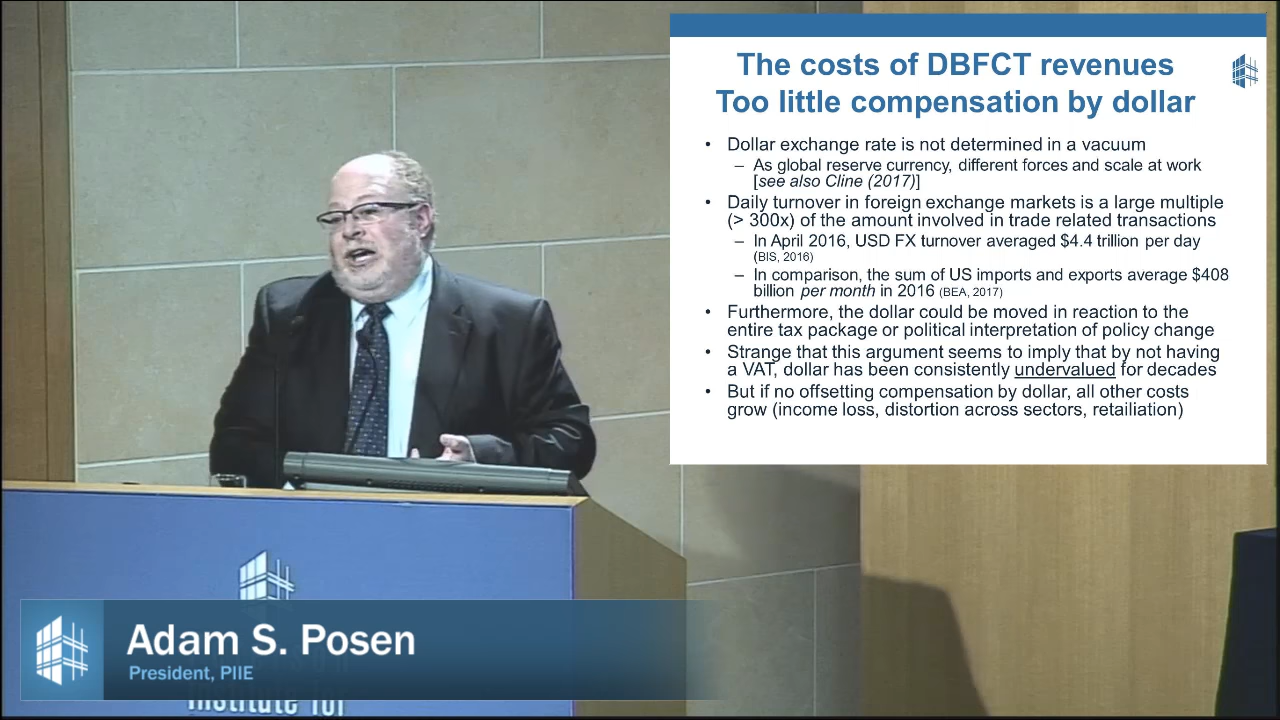 The costs of DBFCT revenues
Too little compensation by dollar
• Dollar exchange rate is not determined in a vacuum
– As global reserve currency, different forces and scale at work
[see also Cline (2017)]
• Daily turnover in foreign exchange markets is a large multiple
(> 300x) of the amount involved in trade related transactions
– In April 2016, USD FX turnover averaged $4.4 trillion per day
(BIS, 2016)
– In comparison, the sum of US imports and exports average $408
billion per month in 2016 (BEA, 2017)
• Furthermore, the dollar could be moved in reaction to the
entire tax package or political interpretation of policy change
• Strange that this argument seems to imply that by not having
a VAT, dollar has been consistently undervalued for decades
• But if no offsetting compensation by dollar, all other costs
grow (income loss, distortion across sectors, retailiation)
Adam S. Posen
President, PIIE
Institute for